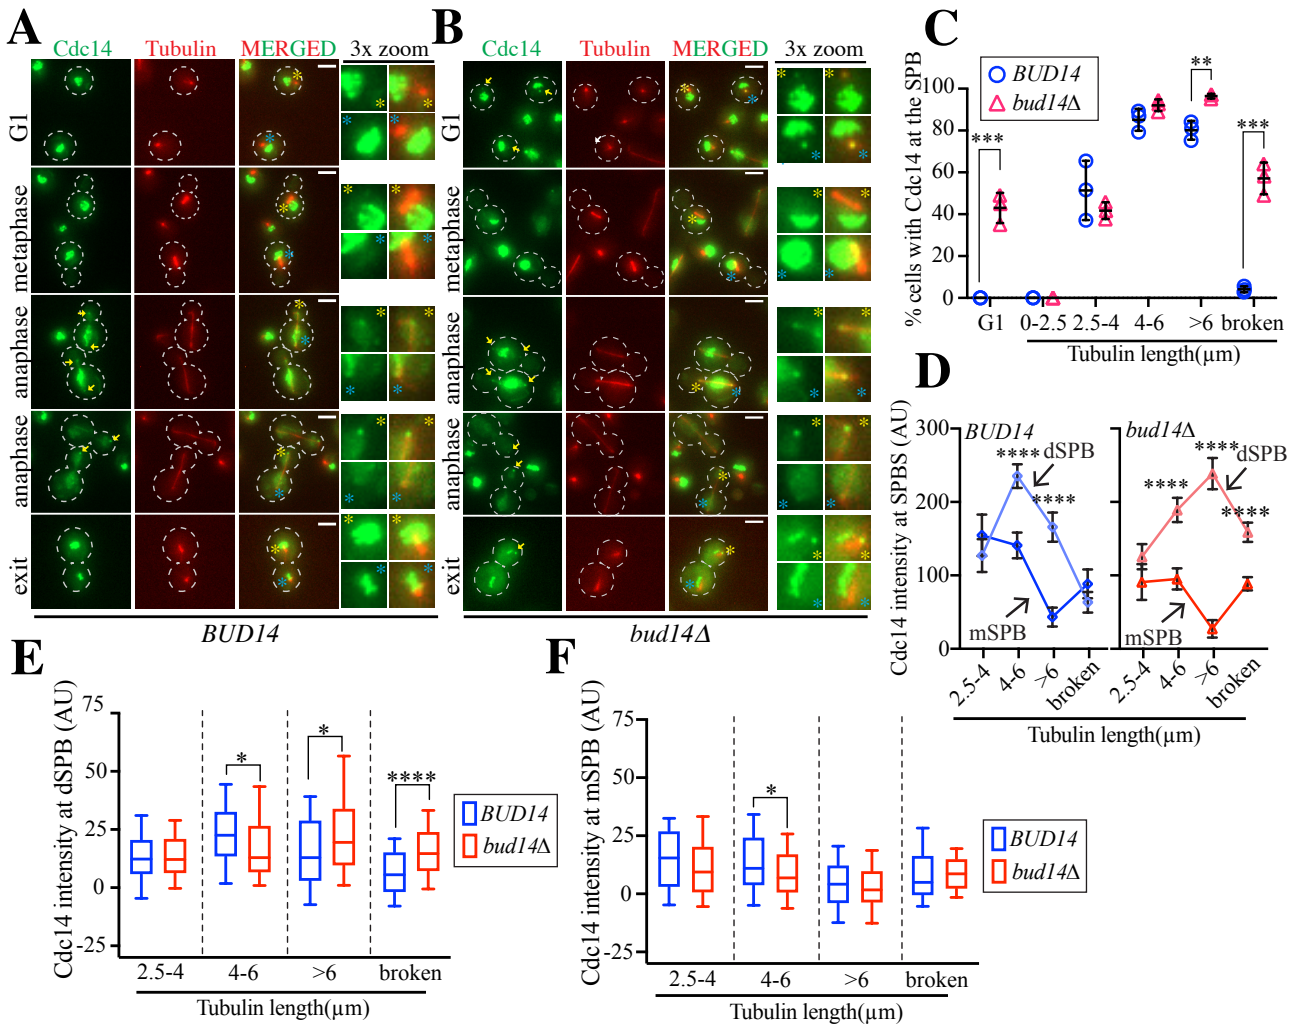 A
Cdc14 Tubulin MERGED 3x zoom
G1
metaphase
anaphase
anaphase
exit
BUD14
B
Cdc14 Tubulin MERGED 3x zoom
G1
metaphase
anaphase
anaphase
exit
bud14Δ
C
% cells with Cdc14 at the SPB
100
80
60
40
20
0
BUD14
bud14Δ
***
**
***
G1 0-2.5 2.5-4 4-6 >6 broken
Tubulin length(µm)
D
Cdc14 intensity at SPBS (AU)
300
200
100
0
BUD14
**** dSPB
****
mSPB
2.5-4 4-6 >6 broken
bud14Δ
****
dSPB
****
****
mSPB
2.5-4 4-6 >6 broken
Tubulin length(µm)
E
Cdc14 intensity at dSPB (AU)
75
50
25
0
-25
*
*
****
BUD14
bud14Δ
2.5-4 4-6 >6 broken
Tubulin length(µm)
F
Cdc14 intensity at mSPB (AU)
75
50
25
0
-25
*
BUD14
bud14Δ
2.5-4 4-6 >6 broken
Tubulin length(µm)